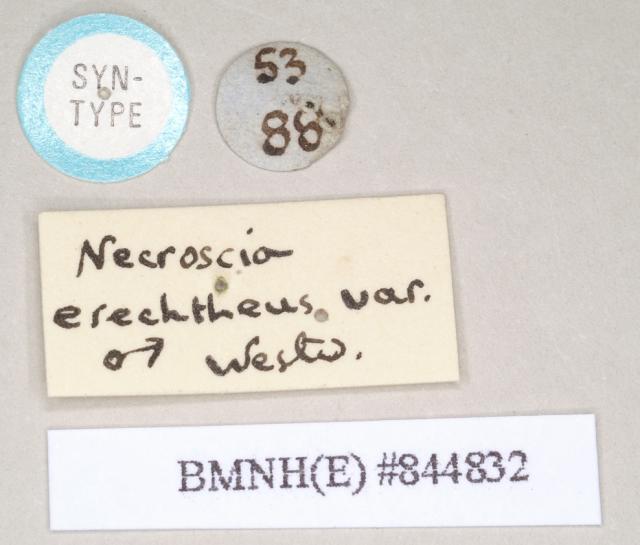 SYN-
TYPE
53
88
Necroscia
erechtheus var.
♂ Westw.
BMNH(E) #844832